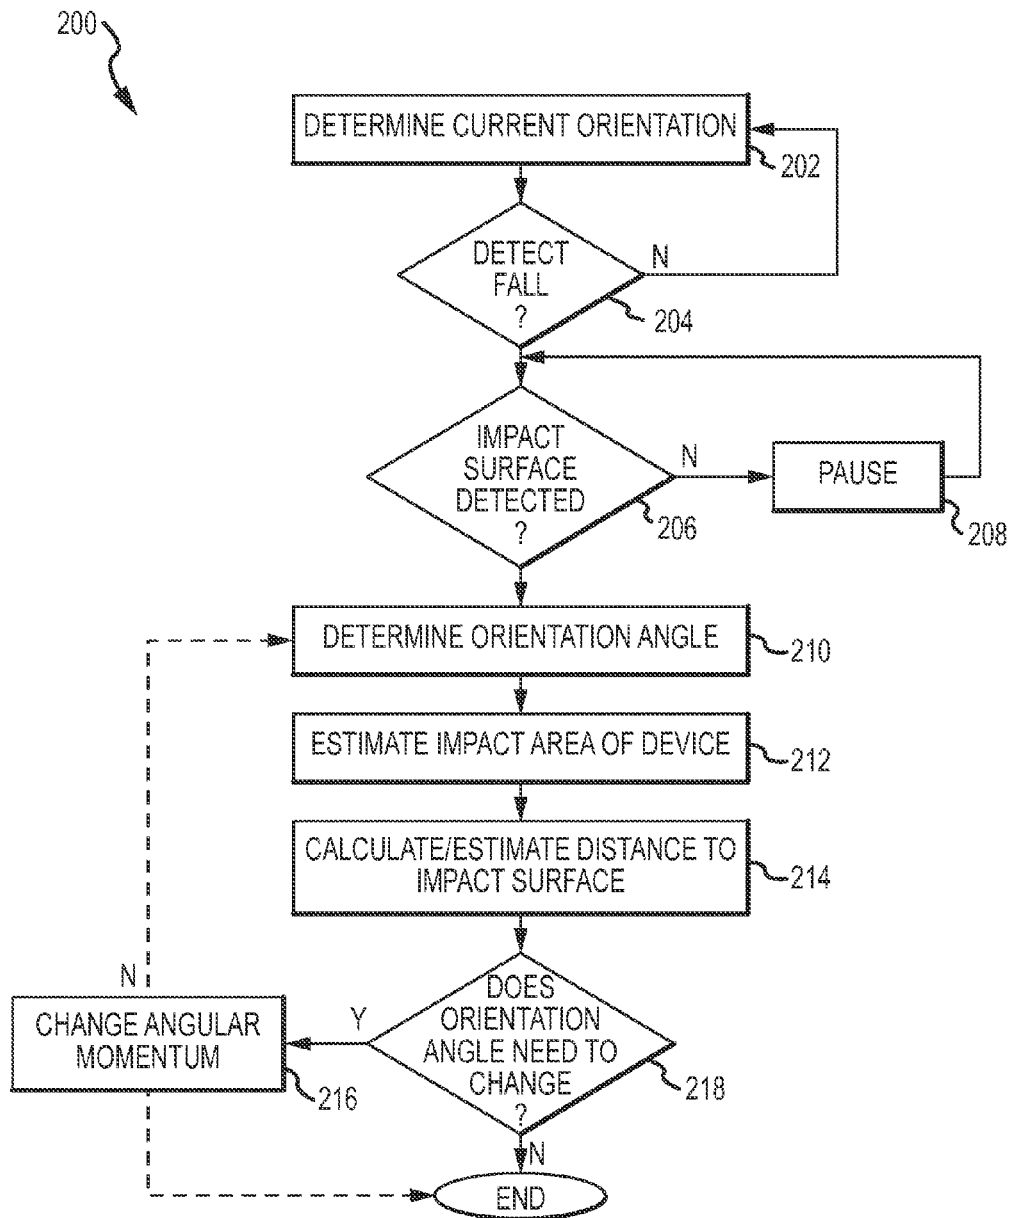 200
DETERMINE CURRENT ORIENTATION
202
DETECT
FALL
?
N
204
IMPACT
SURFACE
DETECTED
?
N
206
PAUSE
208
DETERMINE ORIENTATION ANGLE
210
ESTIMATE IMPACT AREA OF DEVICE
212
CALCULATE/ESTIMATE DISTANCE TO
IMPACT SURFACE
214
DOES
ORIENTATION
ANGLE NEED TO
CHANGE
?
218
Y
N
CHANGE ANGULAR
MOMENTUM
216
N
END